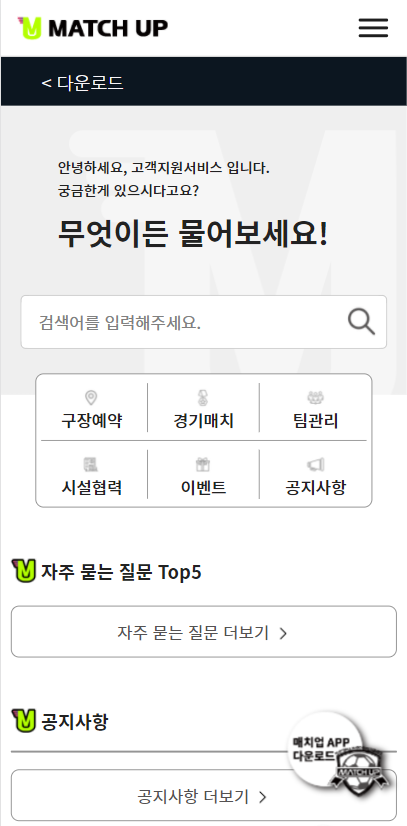 MATCH UP
< 다운로드
안녕하세요, 고객지원서비스 입니다.
궁금한게 있으시다고요?
무엇이든 물어보세요!
검색어를 입력해주세요.
구장예약 경기매치 팀관리
시설협력 이벤트 공지사항
자주 묻는 질문 Top5
자주 묻는 질문 더보기 >
공지사항
매치업 APP
다운로드
MATCH UP
공지사항 더보기 >